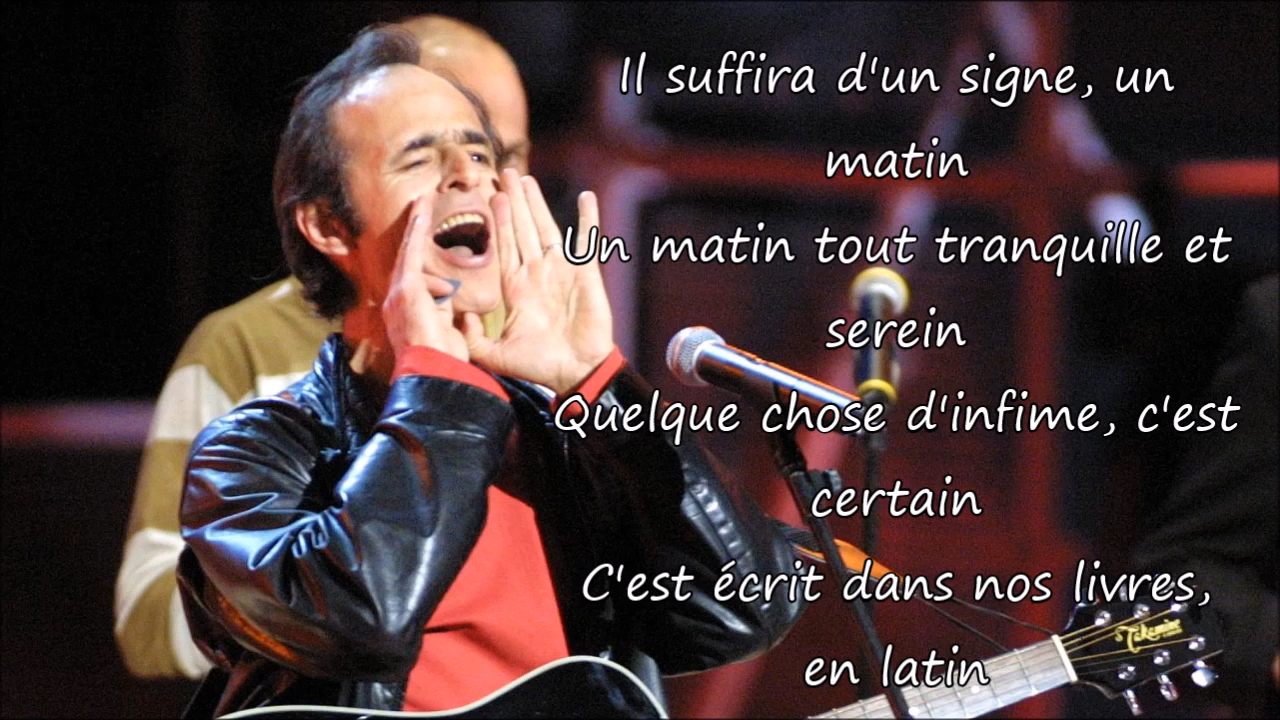 Il suffira d'un signe, un
matin
Un matin tout tranquille et
serein
Quelque chose d'infime, c'est
certain
C'est écrit dans nos livres,
en latin
Takamine